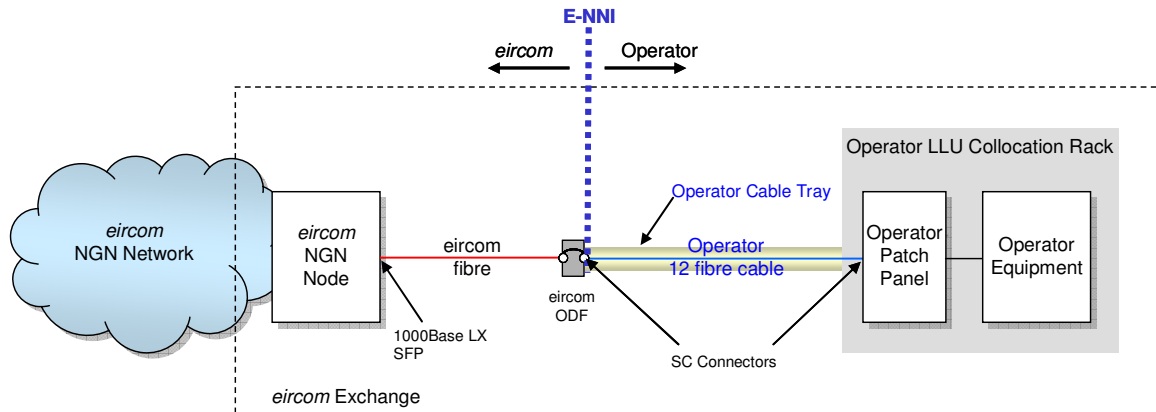 E-NNI
eircom
Operator
Operator LLU Collocation Rack
Operator Cable Tray
eircom
NGN Network
eircom
NGN
Node
eircom
fibre
Operator
12 fibre cable
Operator
Patch
Panel
Operator
Equipment
eircom
ODF
1000Base LX
SFP
SC Connectors
eircom Exchange